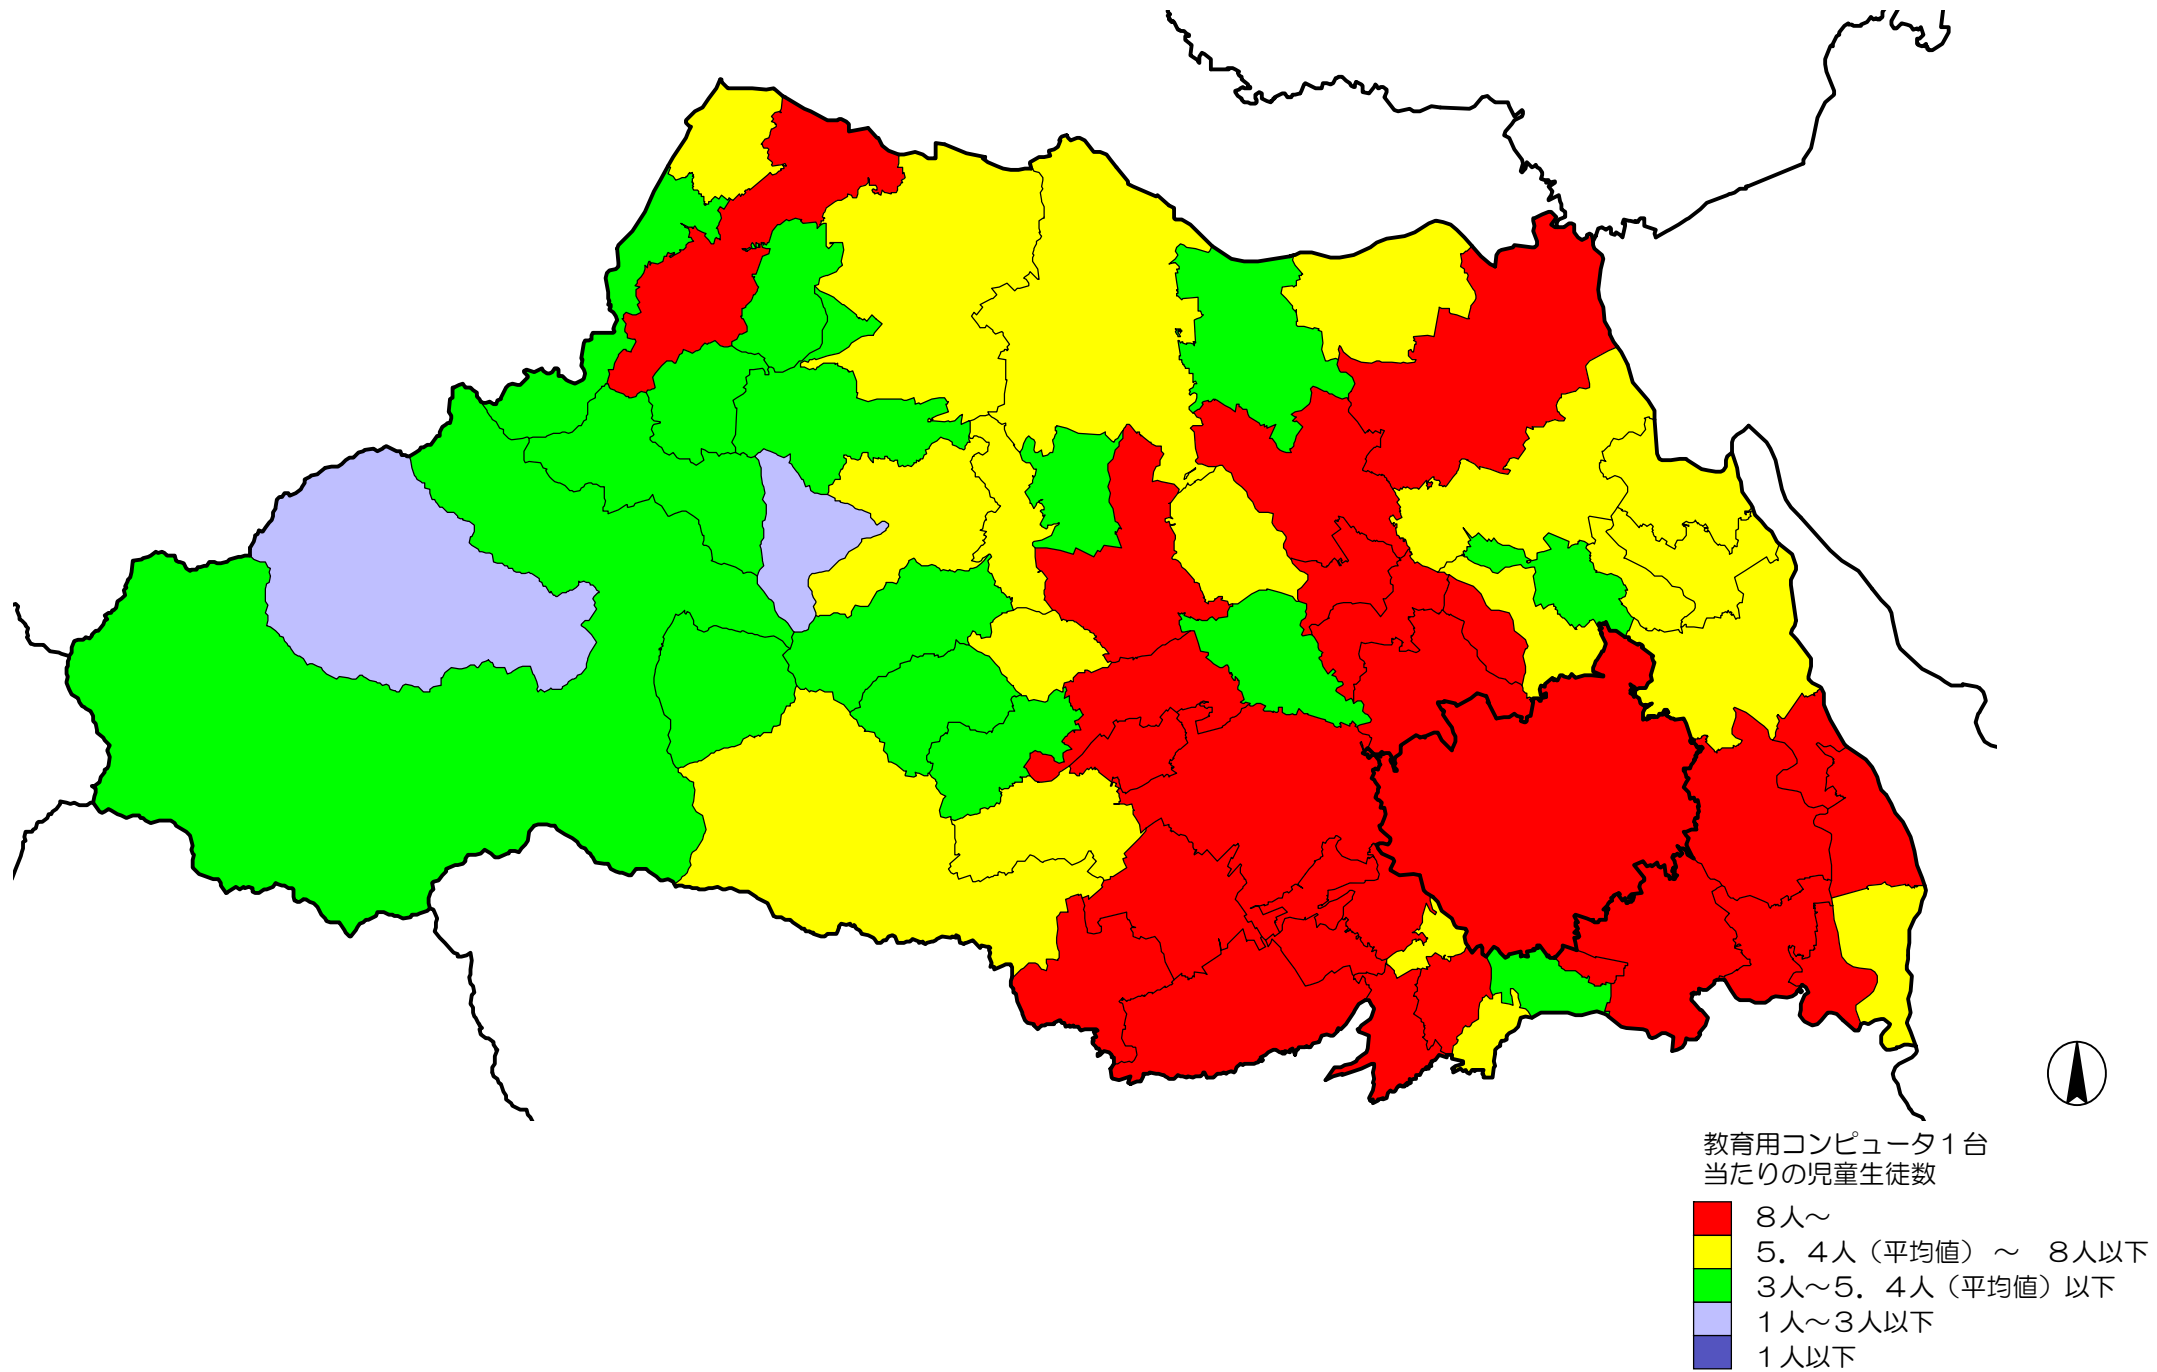 教育用コンピュータ１台
当たりの児童生徒数
８人～
５．４人（平均値）～　８人以下
３人～５．４人（平均値）以下
１人～３人以下
１人以下